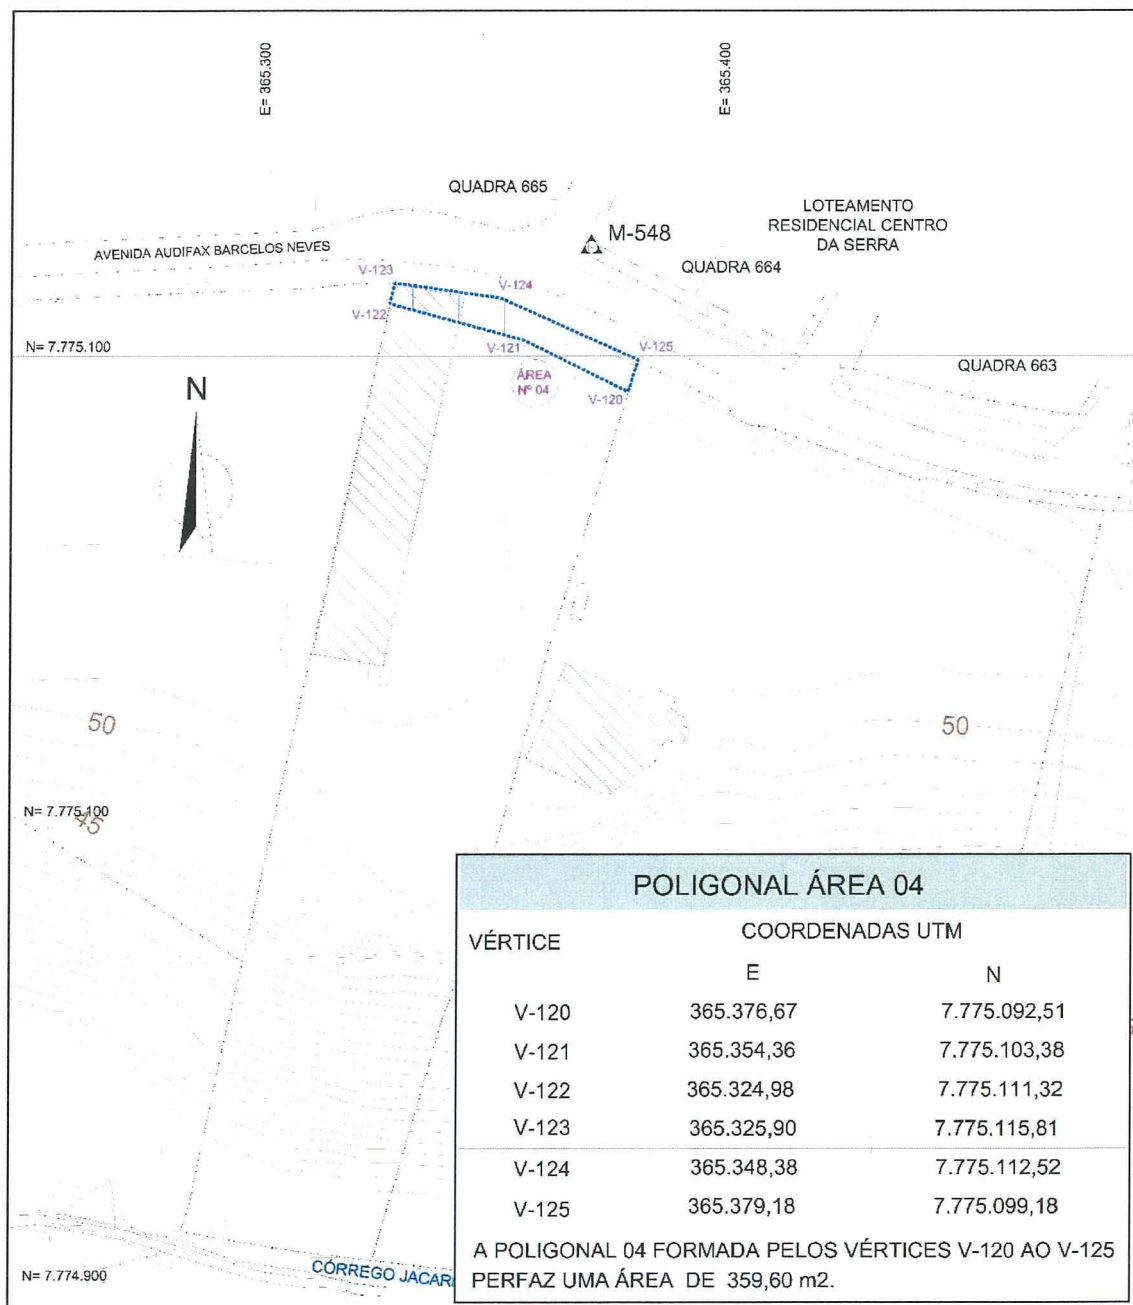 E= 365.300
E= 365.400
QUADRA 665
LOTEAMENTO
RESIDENCIAL CENTRO
DA SERRA
M-548
AVENIDA AUDIFAX BARCELOS NEVES
QUADRA 664
V-123
V-124
V-122
V-121
V-125
N= 7.775.100
QUADRA 663
ÁREA
Nº 04
V-120
N
50
50
N= 7.775.100
45
POLIGONAL ÁREA 04
VÉRTICE COORDENADAS UTM
E N
V-120 365.376,67 7.775.092,51
V-121 365.354,36 7.775.103,38
V-122 365.324,98 7.775.111,32
V-123 365.325,90 7.775.115,81
V-124 365.348,38 7.775.112,52
V-125 365.379,18 7.775.099,18
A POLIGONAL 04 FORMADA PELOS VÉRTICES V-120 AO V-125
PERFAZ UMA ÁREA DE 359,60 m2.
CÓRREGO JACAR
N= 7.774.900